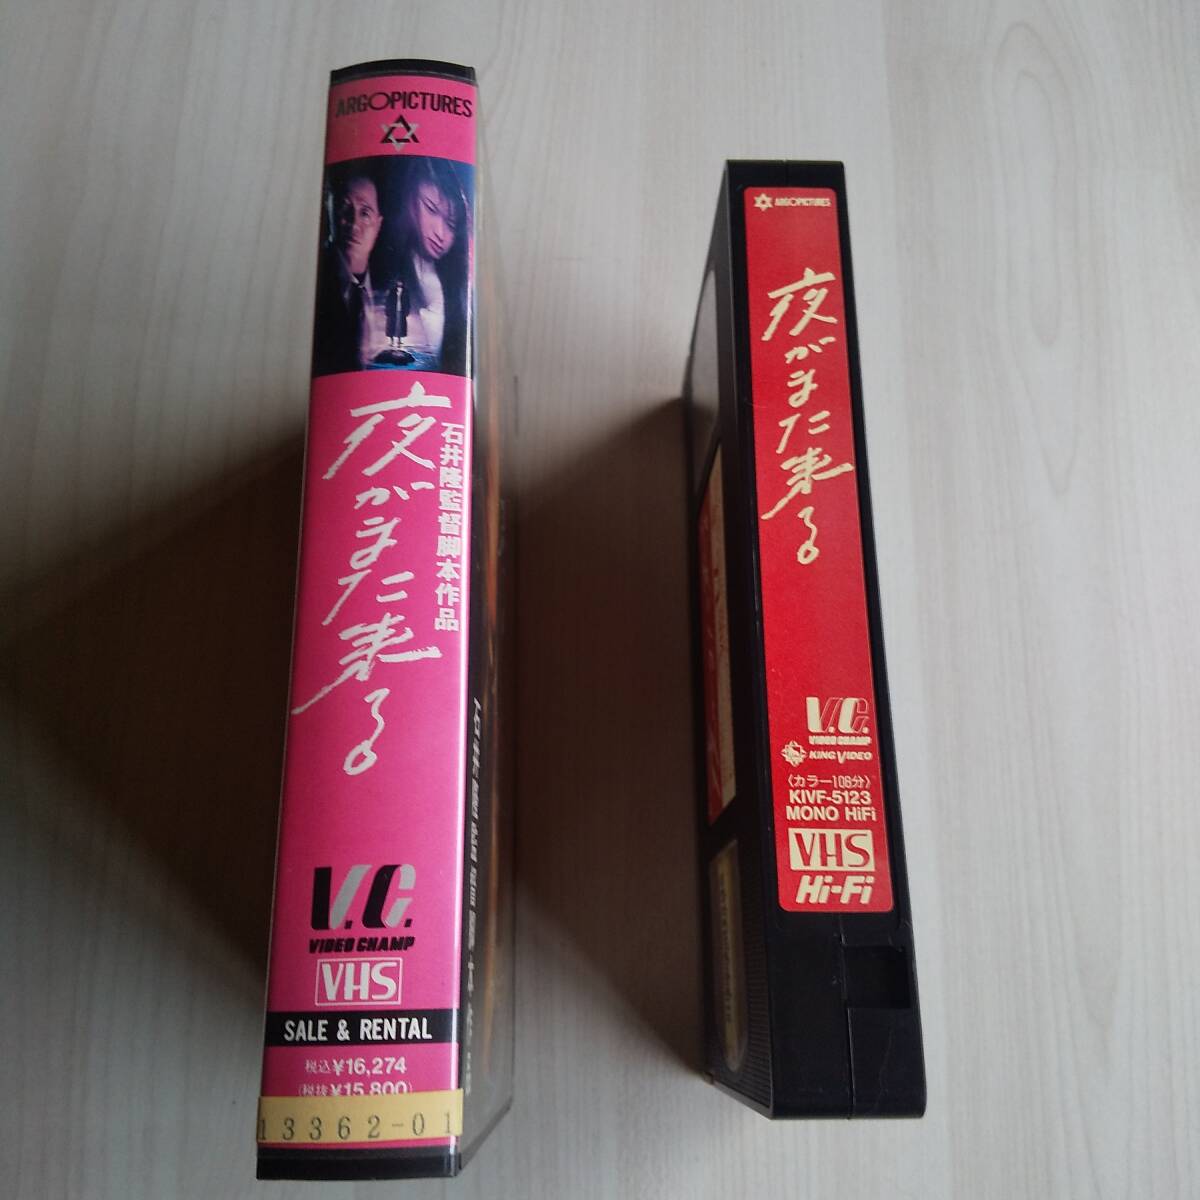 ARGOPICTURES
夜がまた来る
石井隆監督脚本作品
V.C.
VIDEO CHAMP
VHS
SALE & RENTAL
税込¥16,274
(税抜¥15,800)
13362-01
ARGOPICTURES
夜がまた来る
V.C.
VIDEO CHAMP
KING VIDEO
〈カラー108分〉
KIVF-5123
MONO HiFi
VHS
Hi-Fi